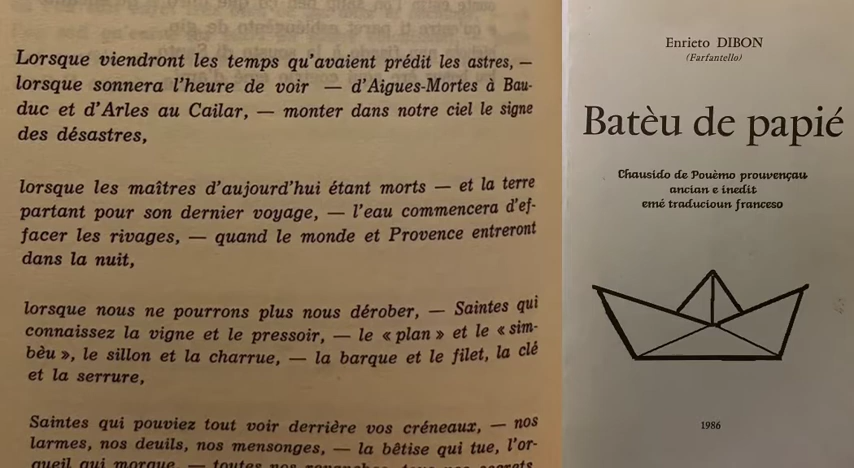 Lorsque viendront les temps qu'avaient prédit les astres, —
lorsque sonnera l'heure de voir — d'Aigues-Mortes à Bau-
duc et d'Arles au Cailar, — monter dans notre ciel le signe
des désastres,
lorsque les maîtres d'aujourd'hui étant morts — et la terre
partant pour son dernier voyage, — l'eau commencera d'ef-
facer les rivages, — quand le monde et Provence entreront
dans la nuit,
lorsque nous ne pourrons plus nous dérober, — Saintes qui
connaissez la vigne et le pressoir, — le « plan » et le « sim-
bèu », le sillon et la charrue, — la barque et le filet, la clé
et la serrure,
Saintes qui pouviez tout voir derrière vos créneaux, — nos
larmes, nos deuils, nos mensonges, — la bêtise qui tue, l'or-
gueil qui morgue, — toutes nos
Enrieto DIBON
(Farfantello)
Batèu de papié
Chausido de Pouèmo prouvençau
ancian e inedit
emé traducioun franceso
1986